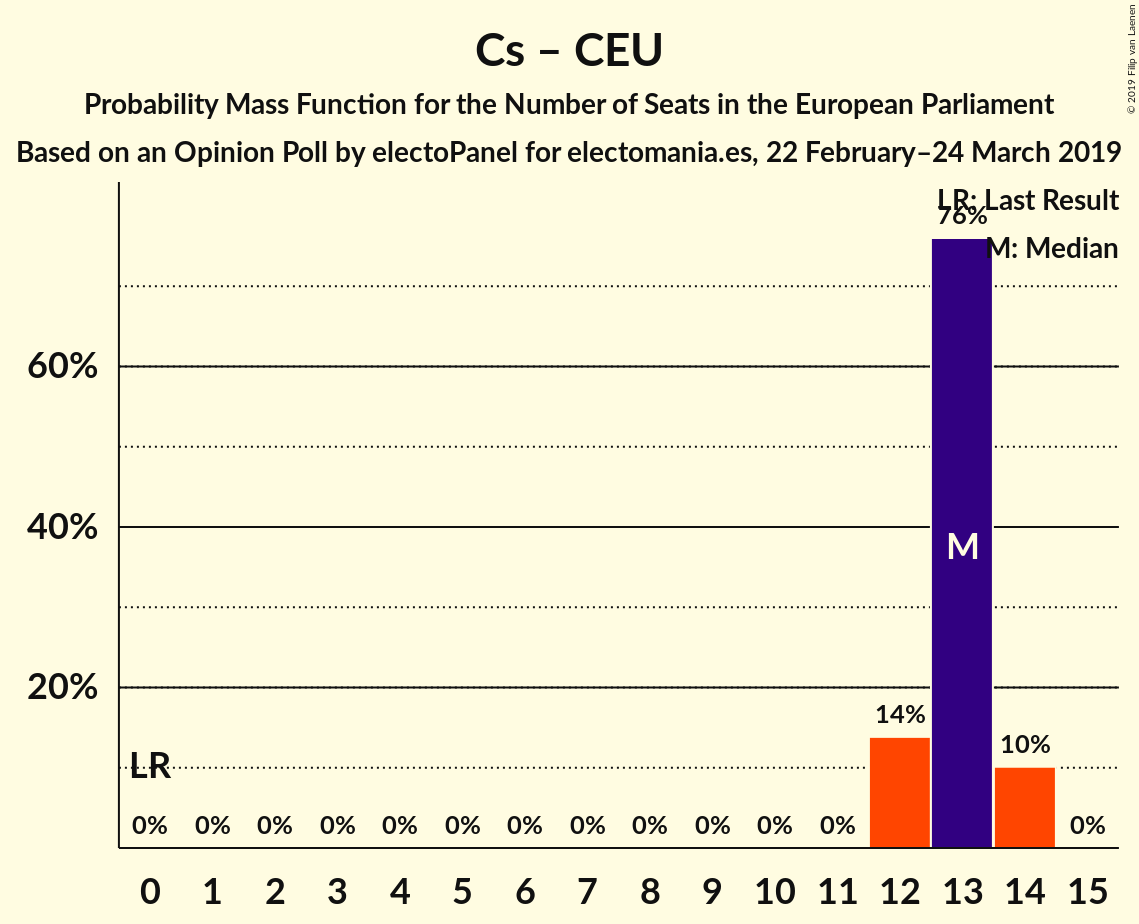 Cs – CEU
Probability Mass Function for the Number of Seats in the European Parliament
Based on an Opinion Poll by electoPanel for electomania.es, 22 February–24 March 2019
© 2019 Filip van Laenen
LR: Last Result
M: Median
76%
60%
40%
M
20%
14%
10%
LR
0% 0% 0% 0% 0% 0% 0% 0% 0% 0% 0% 0% 0%
0 1 2 3 4 5 6 7 8 9 10 11 12 13 14 15